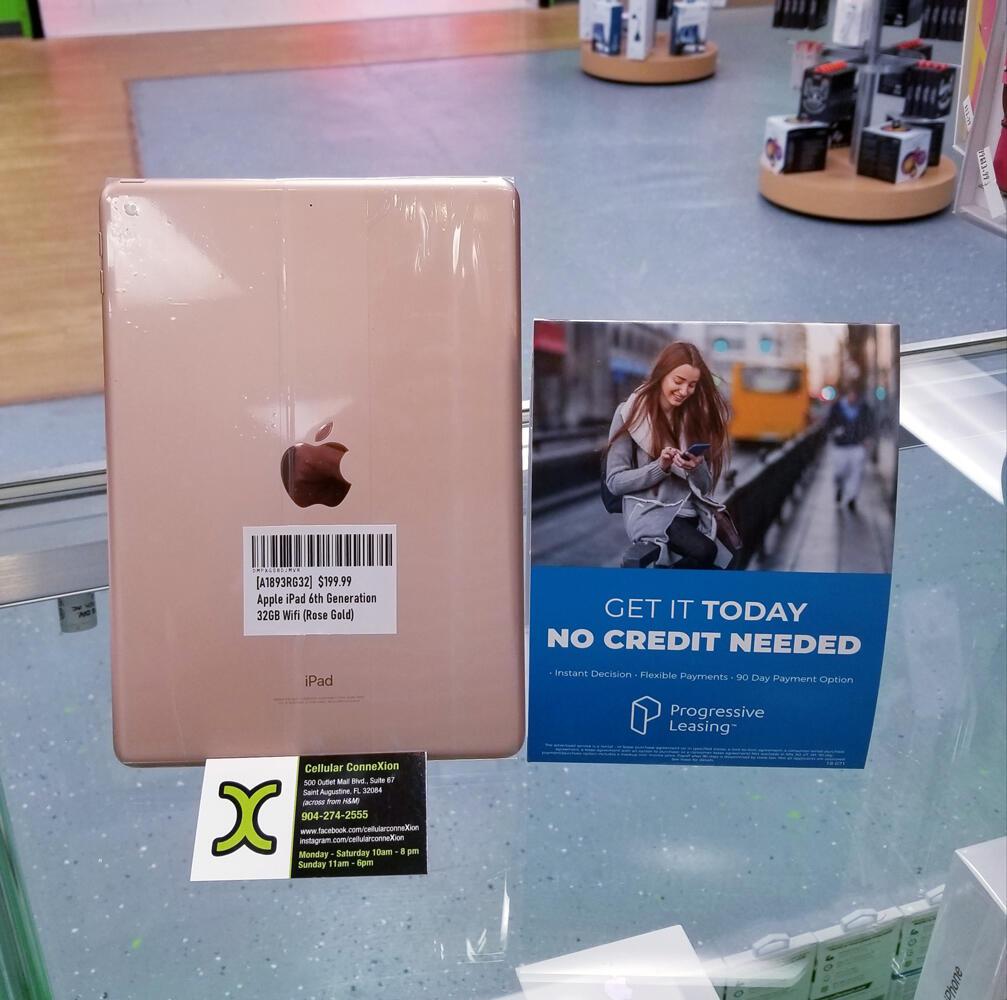 [A1893RG32] $199.99
Apple iPad 6th Generation
32GB Wifi (Rose Gold)
iPad
GET IT TODAY
NO CREDIT NEEDED
• Instant Decision • Flexible Payments • 90 Day Payment Option
Progressive
Leasing™
Cellular ConneXion
500 Outlet Mall Blvd., Suite 67
Saint Augustine, FL 32084
(across from H&M)
904-274-2555
www.facebook.com/cellularconneXion
instagram.com/cellularconneXion
Monday - Saturday 10am - 8 pm
Sunday 11am - 6pm